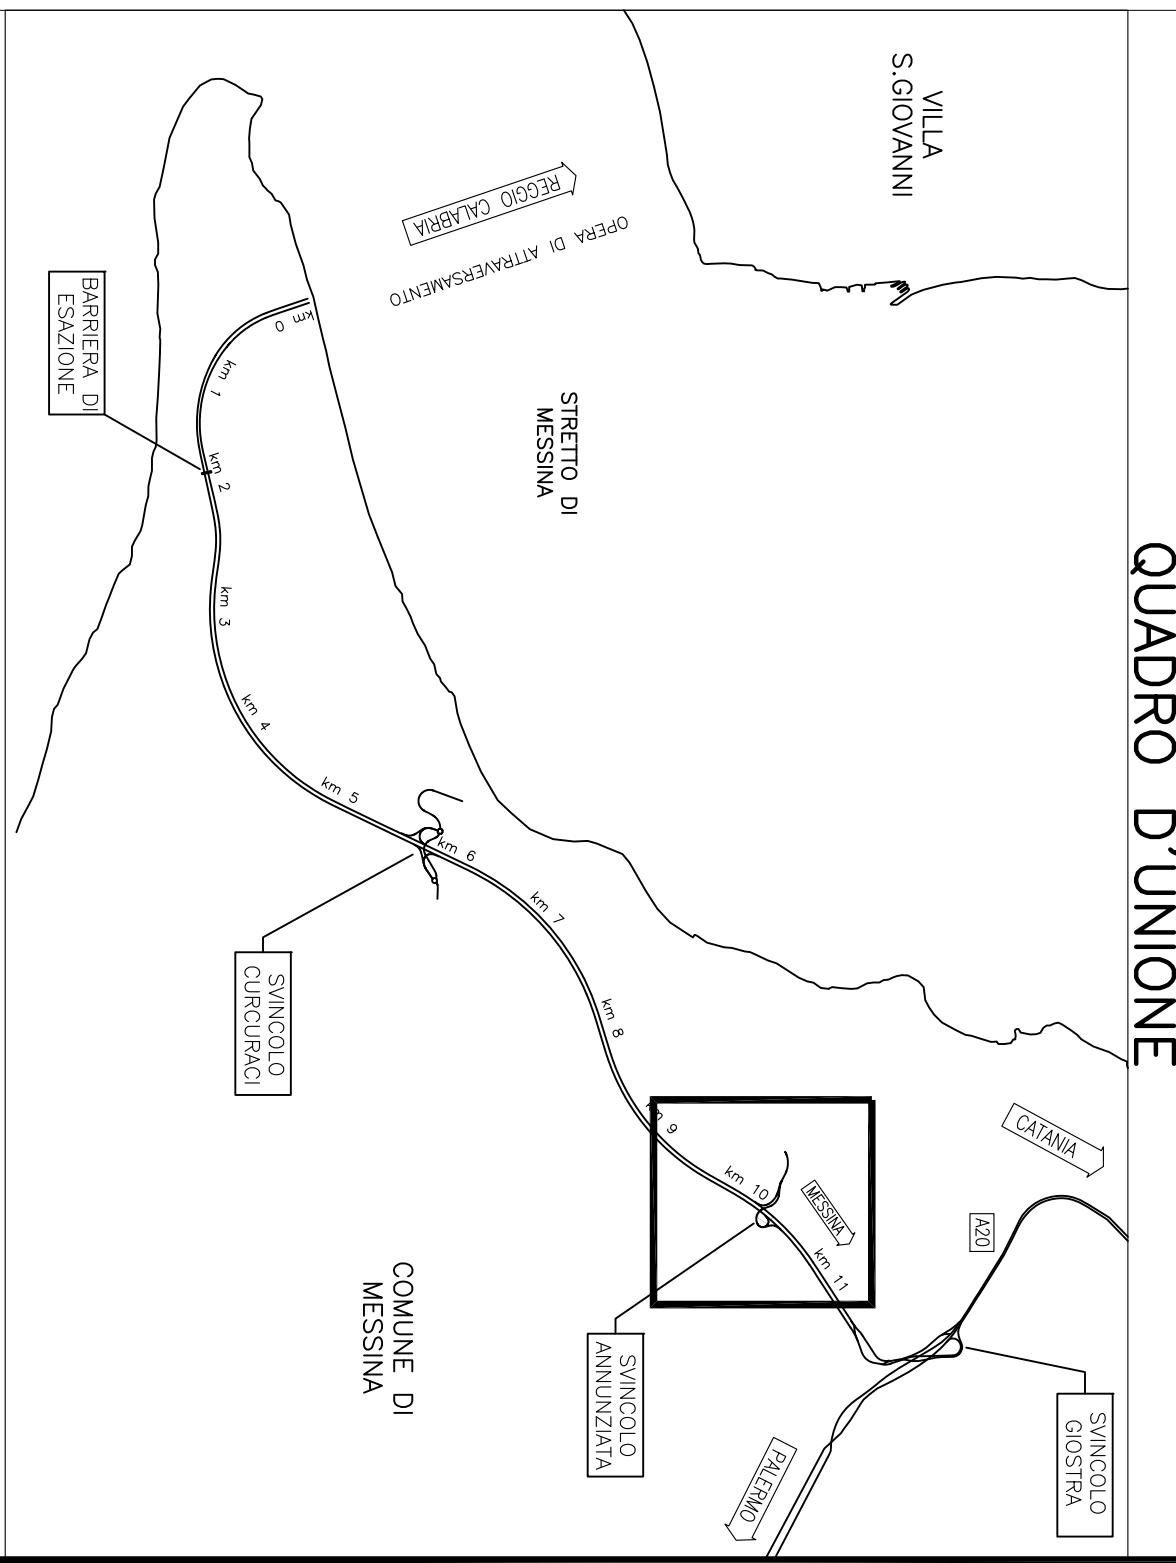 QUADRO D'UNIONE
VILLA
S.GIOVANNI
REGGIO CALABRIA
OPERA DI ATTRAVERSAMENTO
STRETTO DI
MESSINA
BARRIERA DI
ESAZIONE
km 0
km 1
km 2
km 3
km 4
km 5
km 6
km 7
km 8
km 9
km 10
km 11
SVINCOLO
CURCURACI
CATANIA
MESSINA
A20
COMUNE DI
MESSINA
SVINCOLO
ANNUNZIATA
SVINCOLO
GIOSTRA
PALERMO